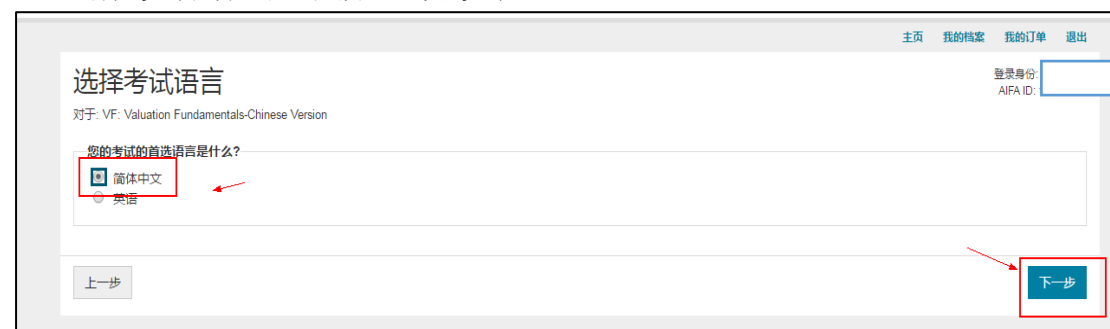 主页 我的档案 我的订单 退出
选择考试语言
登录身份:
AIFA ID:
对于: VF: Valuation Fundamentals-Chinese Version
您的考试的首选语言是什么?
简体中文
英语
上一步
下一步